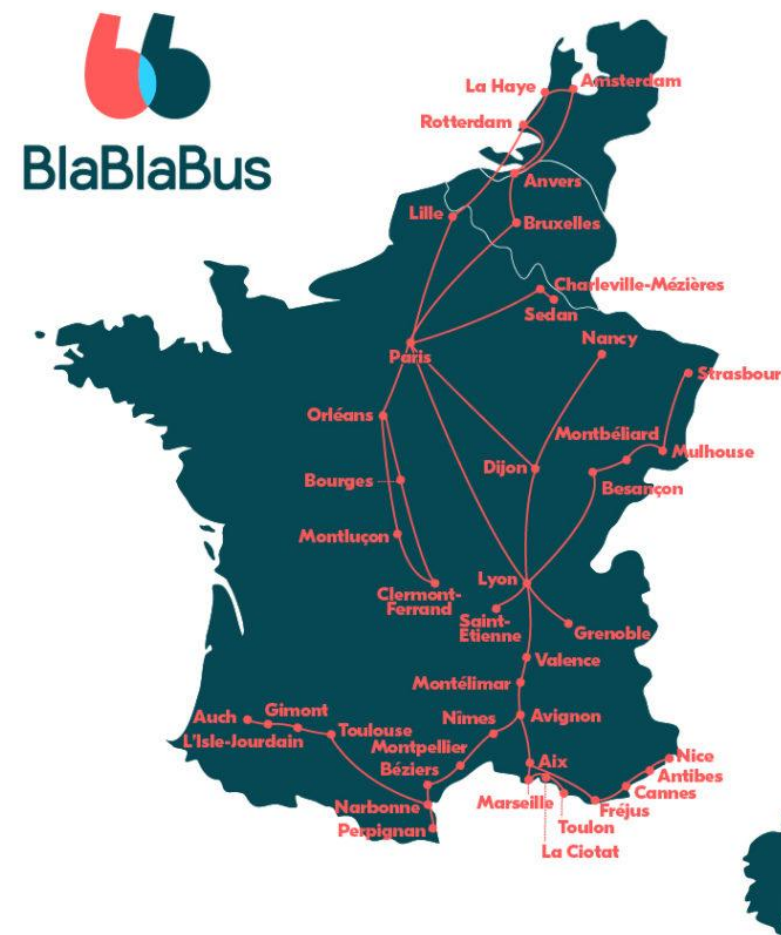 BlaBlaBus
La Haye
Amsterdam
Rotterdam
Anvers
Lille
Bruxelles
Charleville-Mézières
Sedan
Nancy
Paris
Strasbour
Orléans
Montbéliard
Mulhouse
Dijon
Bourges
Besançon
Montluçon
Lyon
Clermont-
Ferrand
Saint-
Etienne
Grenoble
Valence
Montélimar
Auch
Gimont
Nîmes
Avignon
L'Isle-Jourdain
Toulouse
Montpellier
Béziers
Aix
Nice
Antibes
Cannes
Narbonne
Marseille
Fréjus
Perpignan
Toulon
La Ciotat